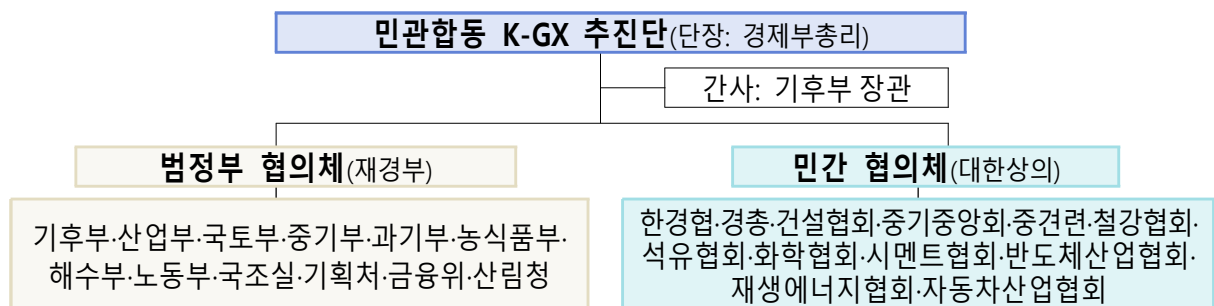 민관합동 K-GX 추진단(단장: 경제부총리)
간사: 기후부 장관
범정부 협의체(재경부)
기후부·산업부·국토부·중기부·과기부·농식품부·
해수부·노동부·국조실·기획처·금융위·산림청
민간 협의체(대한상의)
한경협·경총·건설협회·중기중앙회·중견련·철강협회·
석유협회·화학협회·시멘트협회·반도체산업협회·
재생에너지협회·자동차산업협회